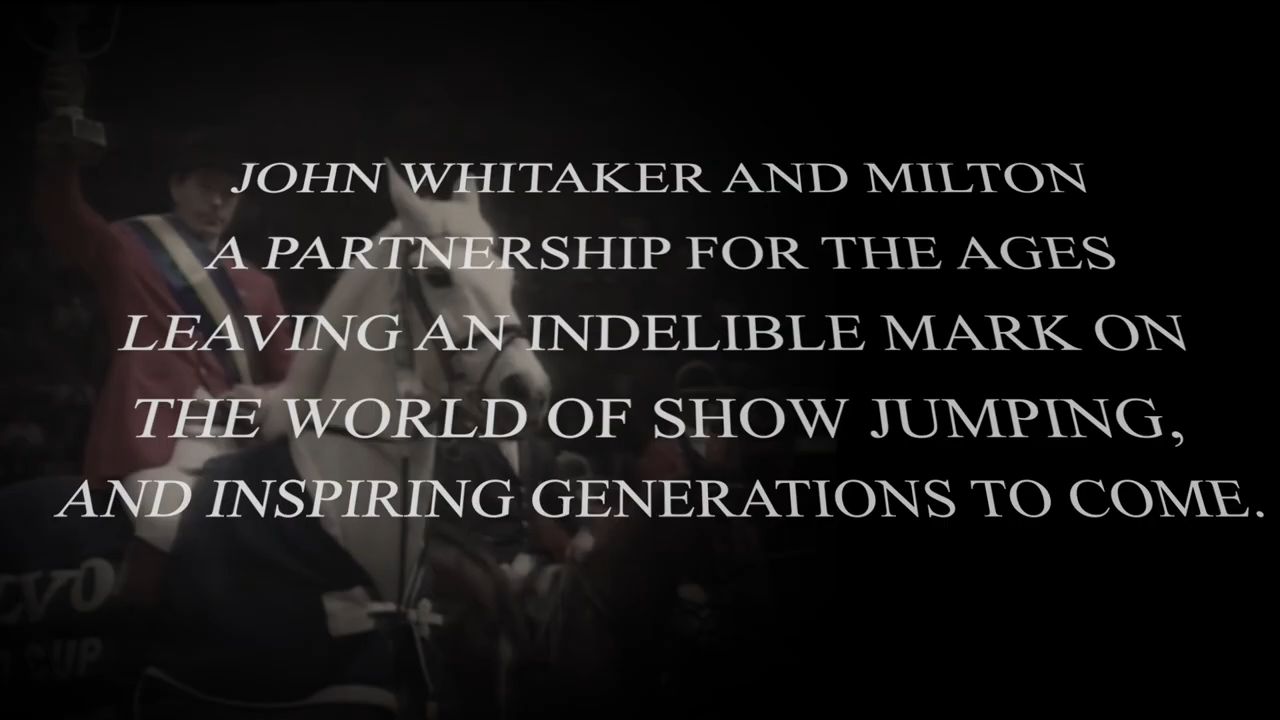 JOHN WHITAKER AND MILTON
A PARTNERSHIP FOR THE AGES
LEAVING AN INDELIBLE MARK ON
THE WORLD OF SHOW JUMPING,
AND INSPIRING GENERATIONS TO COME.
CUP